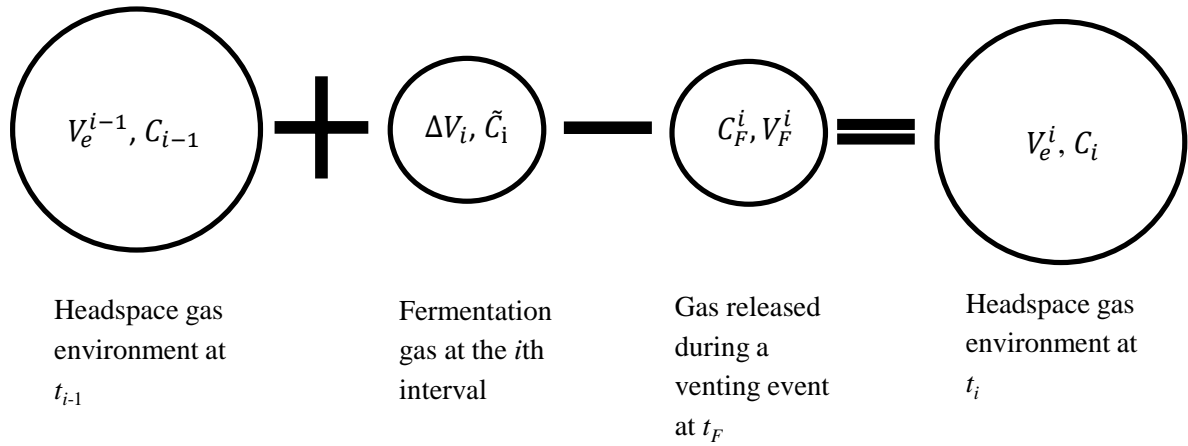 V_e^{i−1}, C_{i−1}
ΔV_i, C̃_i
C_F^i, V_F^i
V_e^i, C_i
Headspace gas
environment at
t_{i-1}
Fermentation
gas at the ith
interval
Gas released
during a
venting event
at t_F
Headspace gas
environment at
t_i